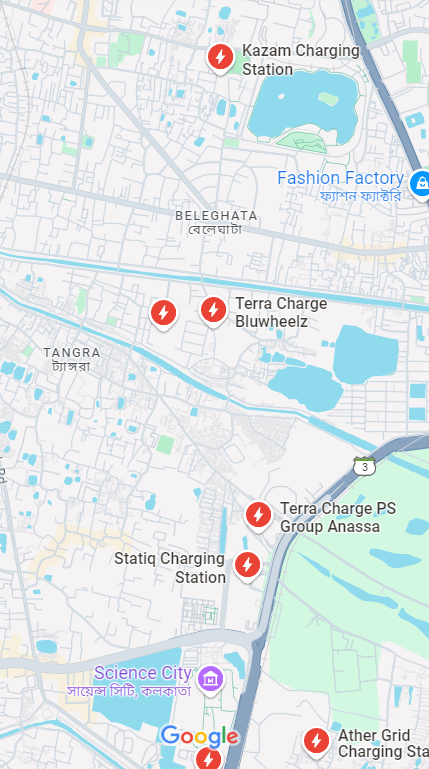 Kazam Charging
Station
Fashion Factory
ফ্যাশন ফ্যাক্টরি
BELEGHATA
বেলেঘাটা
Terra Charge
Bluwheelz
TANGRA
ট্যাঙ্গরা
3
Terra Charge PS
Group Anassa
Statiq Charging
Station
Science City
সায়েন্স সিটি, কলকাতা
Google
Ather Grid
Charging Sta